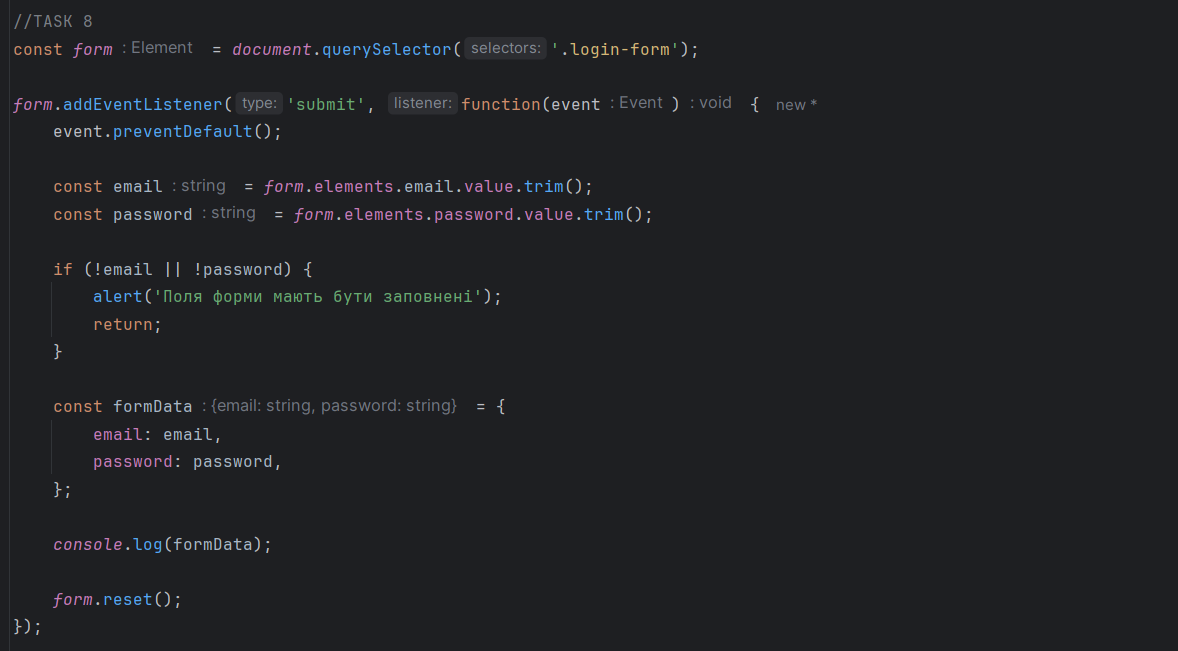 //TASK 8
const form : Element = document.querySelector( selectors: '.login-form');
form.addEventListener( type: 'submit', listener: function(event : Event ) : void { new *
event.preventDefault();
const email : string = form.elements.email.value.trim();
const password : string = form.elements.password.value.trim();
if (!email || !password) {
alert('Поля форми мають бути заповнені');
return;
}
const formData : {email: string, password: string} = {
email: email,
password: password,
};
console.log(formData);
form.reset();
});